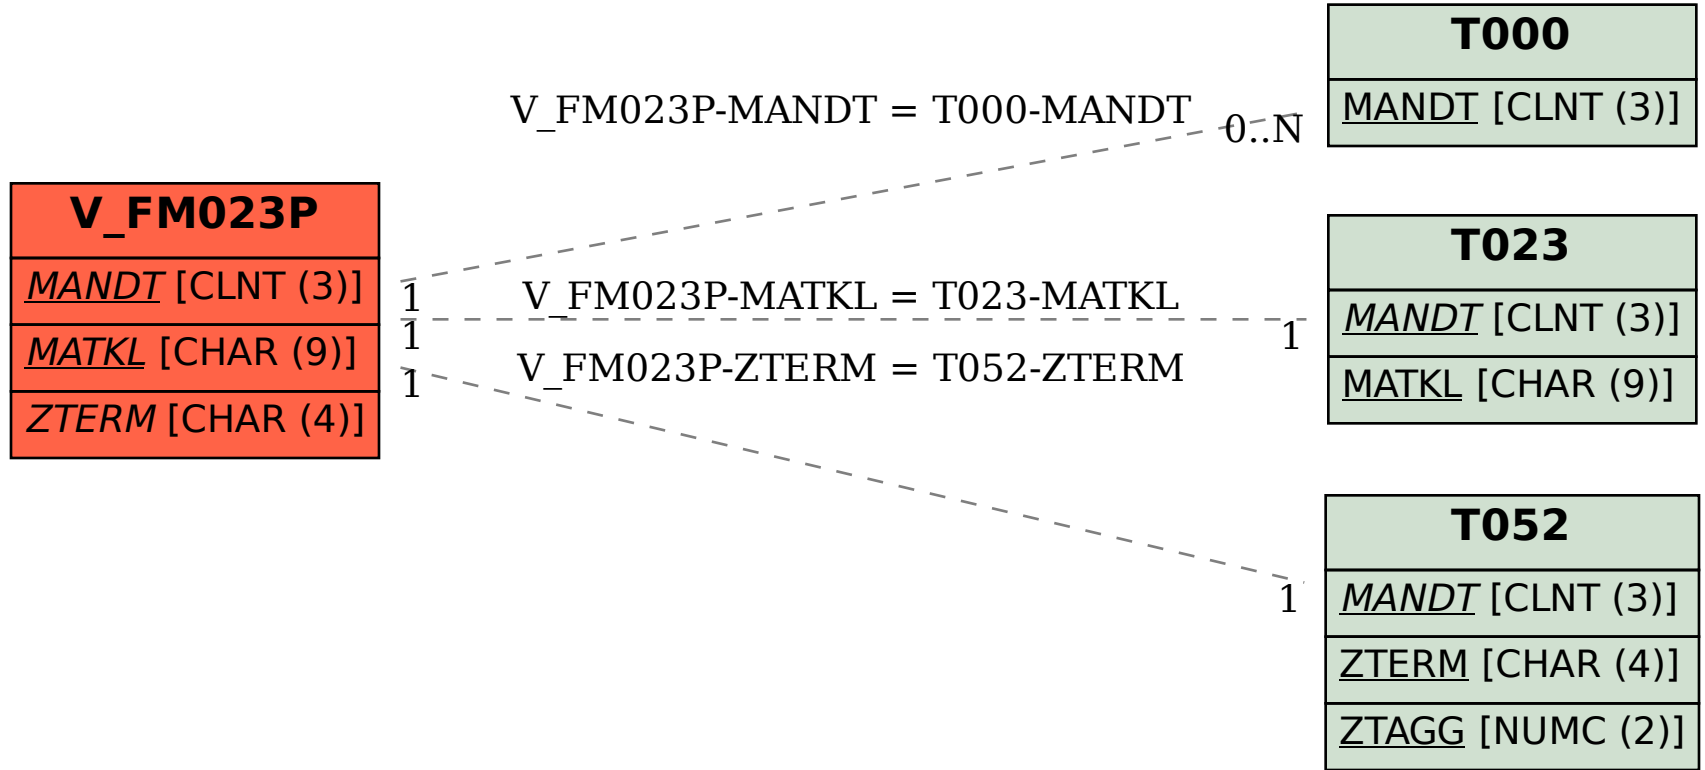 V_FM023P
MANDT [CLNT (3)]
MATKL [CHAR (9)]
ZTERM [CHAR (4)]
V_FM023P-MANDT = T000-MANDT
0..N
1
V_FM023P-MATKL = T023-MATKL
1
1
V_FM023P-ZTERM = T052-ZTERM
1
1
T000
MANDT [CLNT (3)]
T023
MANDT [CLNT (3)]
MATKL [CHAR (9)]
T052
MANDT [CLNT (3)]
ZTERM [CHAR (4)]
ZTAGG [NUMC (2)]